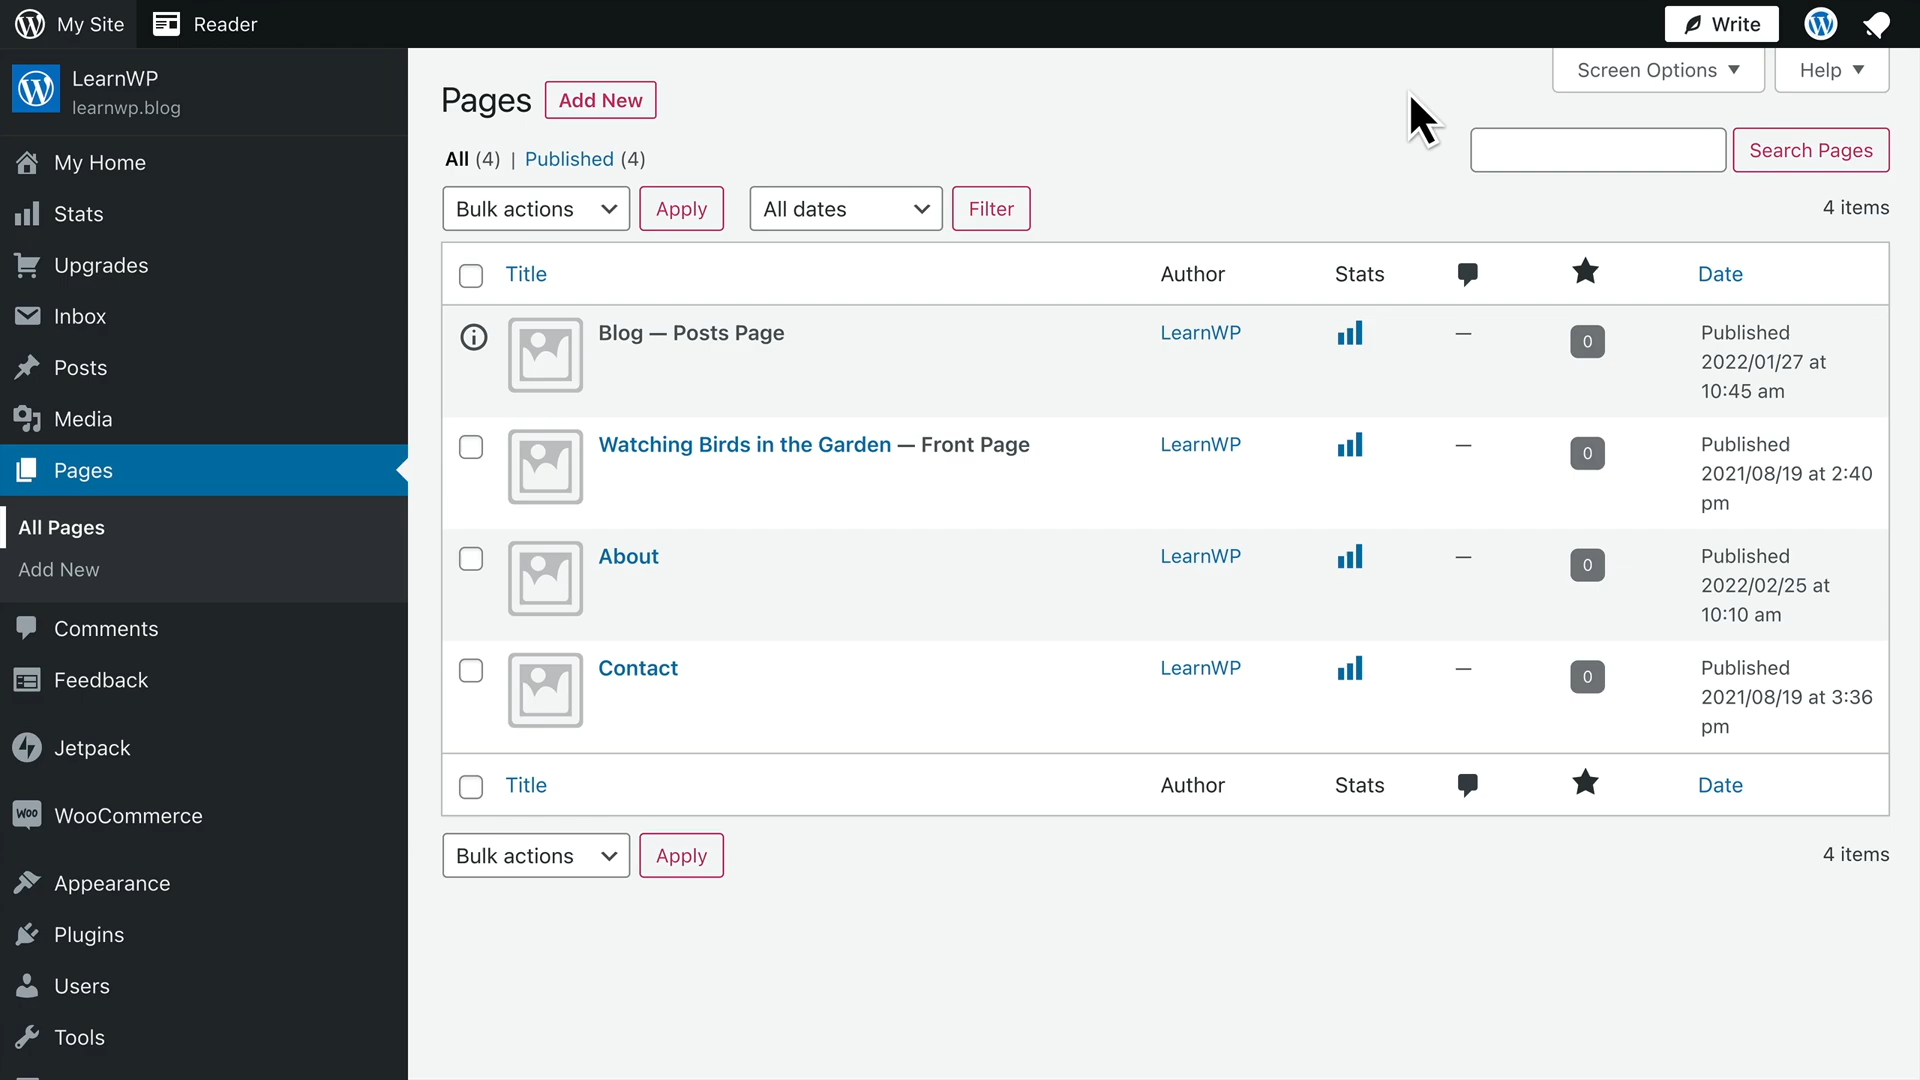 My Site
Reader
Write
LearnWP
learnwp.blog
My Home
Stats
Upgrades
Inbox
Posts
Media
Pages
All Pages
Add New
Comments
Feedback
Jetpack
Woo WooCommerce
Appearance
Plugins
Users
Tools
Screen Options ▼
Help ▼
Pages Add New
All (4) | Published (4)
Search Pages
Bulk actions Apply All dates Filter
4 items
Title Author Stats Date
Blog — Posts Page LearnWP — 0 Published
2022/01/27 at
10:45 am
Watching Birds in the Garden — Front Page LearnWP — 0 Published
2021/08/19 at 2:40
pm
About LearnWP — 0 Published
2022/02/25 at
10:10 am
Contact LearnWP — 0 Published
2021/08/19 at 3:36
pm
Title Author Stats Date
Bulk actions Apply
4 items